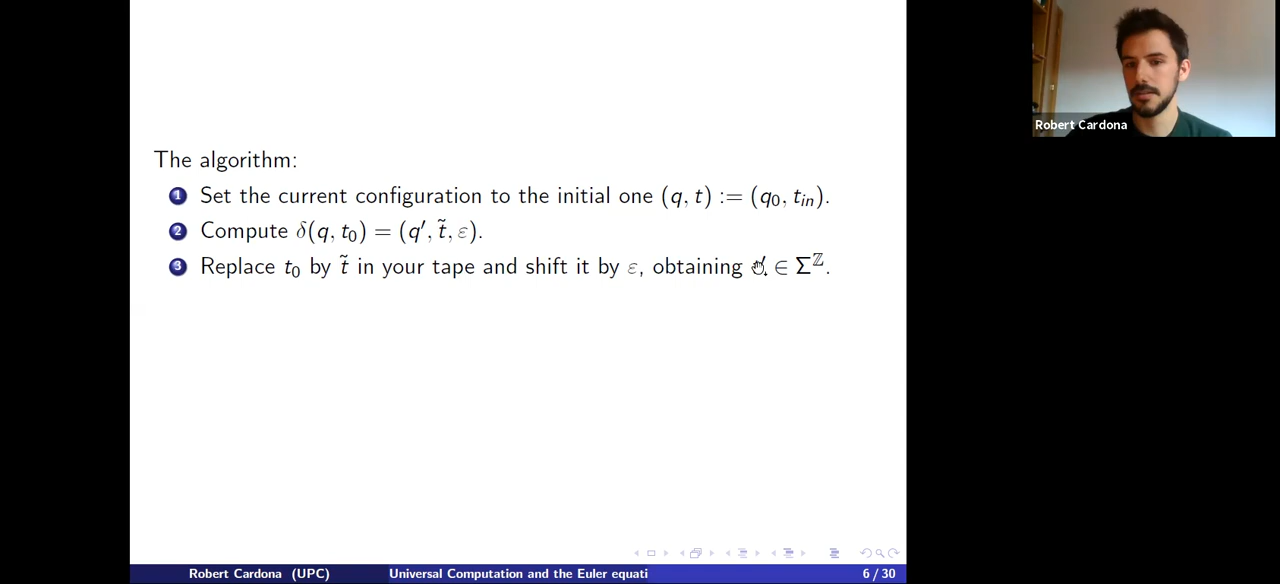 The algorithm:
1 Set the current configuration to the initial one (q, t) := (q₀, tᵢₙ).
2 Compute δ(q, t₀) = (q′, t̃, ε).
3 Replace t₀ by t̃ in your tape and shift it by ε, obtaining ∈ Σ^ℤ.
Robert Cardona (UPC) Universal Computation and the Euler equati 6 / 30
Robert Cardona